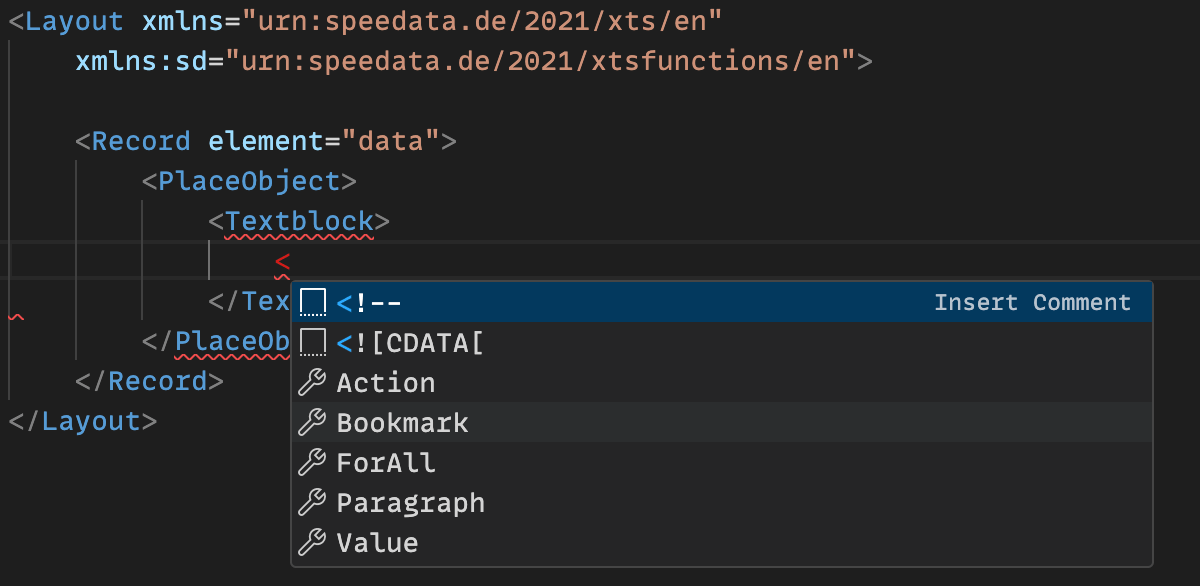 <Layout xmlns="urn:speedata.de/2021/xts/en"
xmlns:sd="urn:speedata.de/2021/xtsfunctions/en">
<Record element="data">
<PlaceObject>
<Textblock>
<
</Tex
<!-- Insert Comment
</PlaceOb
<![CDATA[
</Record>
Action
</Layout>
Bookmark
ForAll
Paragraph
Value